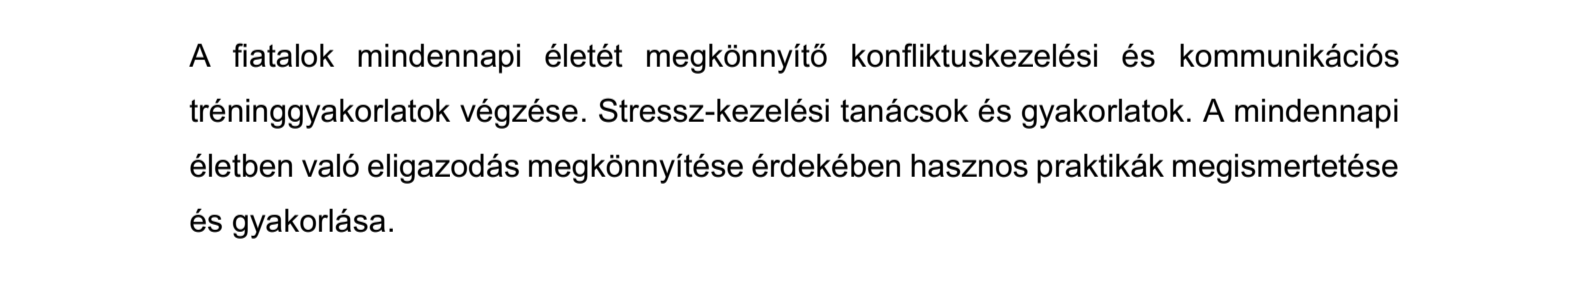 A fiatalok mindennapi életét megkönnyítő konfliktuskezelési és kommunikációs
tréninggyakorlatok végzése. Stressz-kezelési tanácsok és gyakorlatok. A mindennapi
életben való eligazodás megkönnyítése érdekében hasznos praktikák megismertetése
és gyakorlása.